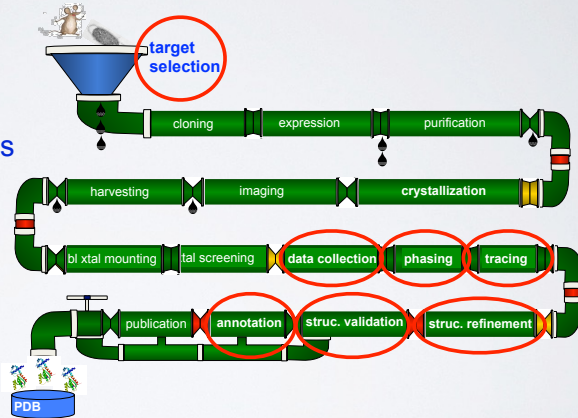 target
selection
cloning expression purification
s
harvesting imaging crystallization
bl xtal mounting tal screening data collection phasing tracing
publication annotation struc. validation struc. refinement
PDB